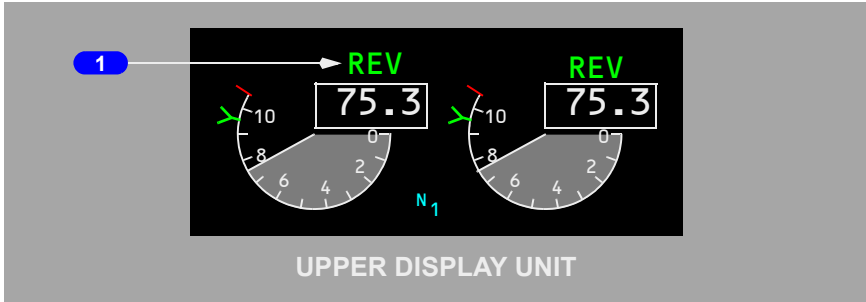 1
REV REV
75.3 75.3
10 0 10 0
8 2 8 2
6 4 6 4
N1
UPPER DISPLAY UNIT